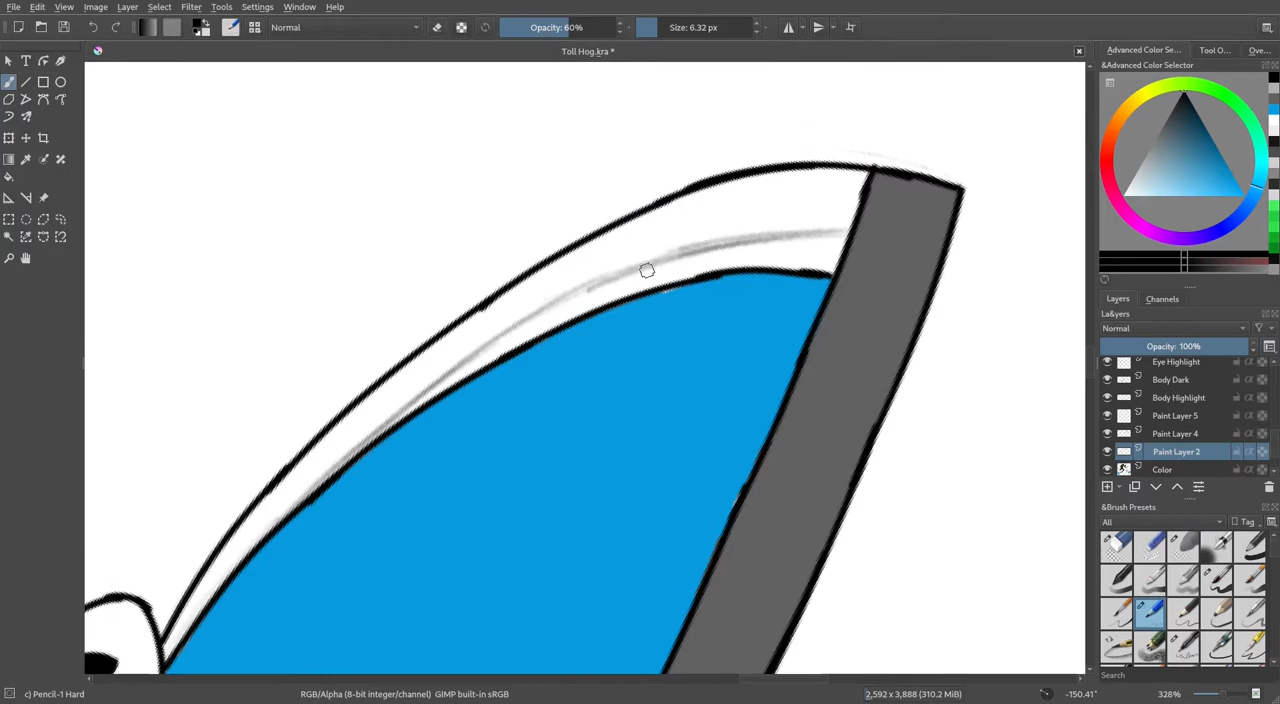 File Edit View Image Layer Select Filter Tools Settings Window Help
Normal Opacity: 60% Size: 6.32 px
Toll Hog.kra *
Advanced Color Se... Tool O... Ove...
&Advanced Color Selector
Layers Channels
La&yers
Normal
Opacity: 100%
Eye Highlight
Body Dark
Body Highlight
Paint Layer 5
Paint Layer 4
Paint Layer 2
Color
&Brush Presets
All Tag
Search
c) Pencil-1 Hard RGB/Alpha (8-bit integer/channel) GIMP built-in sRGB 2,592 x 3,888 (310.2 MiB) -150.41° 328%